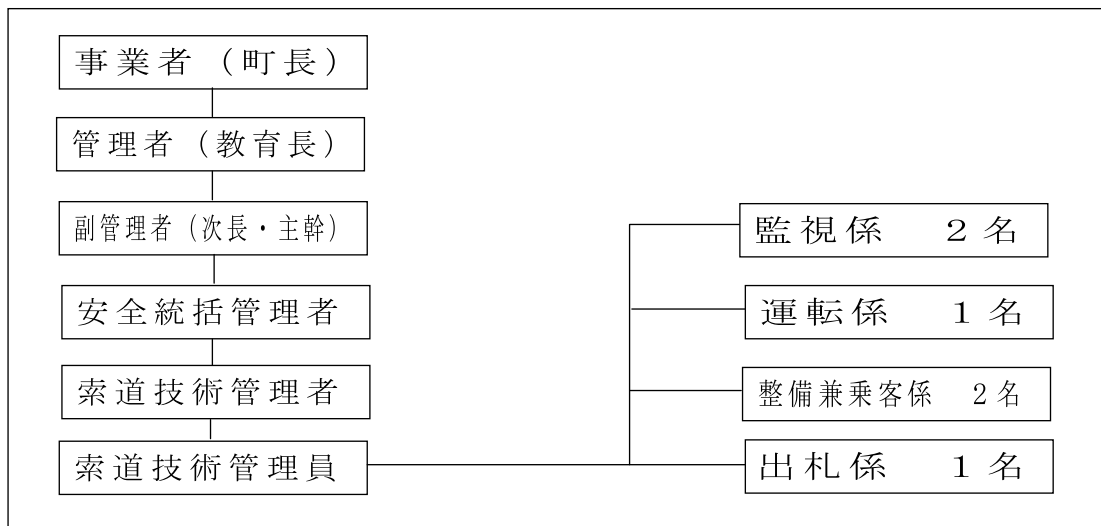 事業者（町長）
管理者（教育長）
副管理者（次長・主幹）
安全統括管理者
索道技術管理者
索道技術管理員
監視係　２名
運転係　１名
整備兼乗客係　２名
出札係　１名